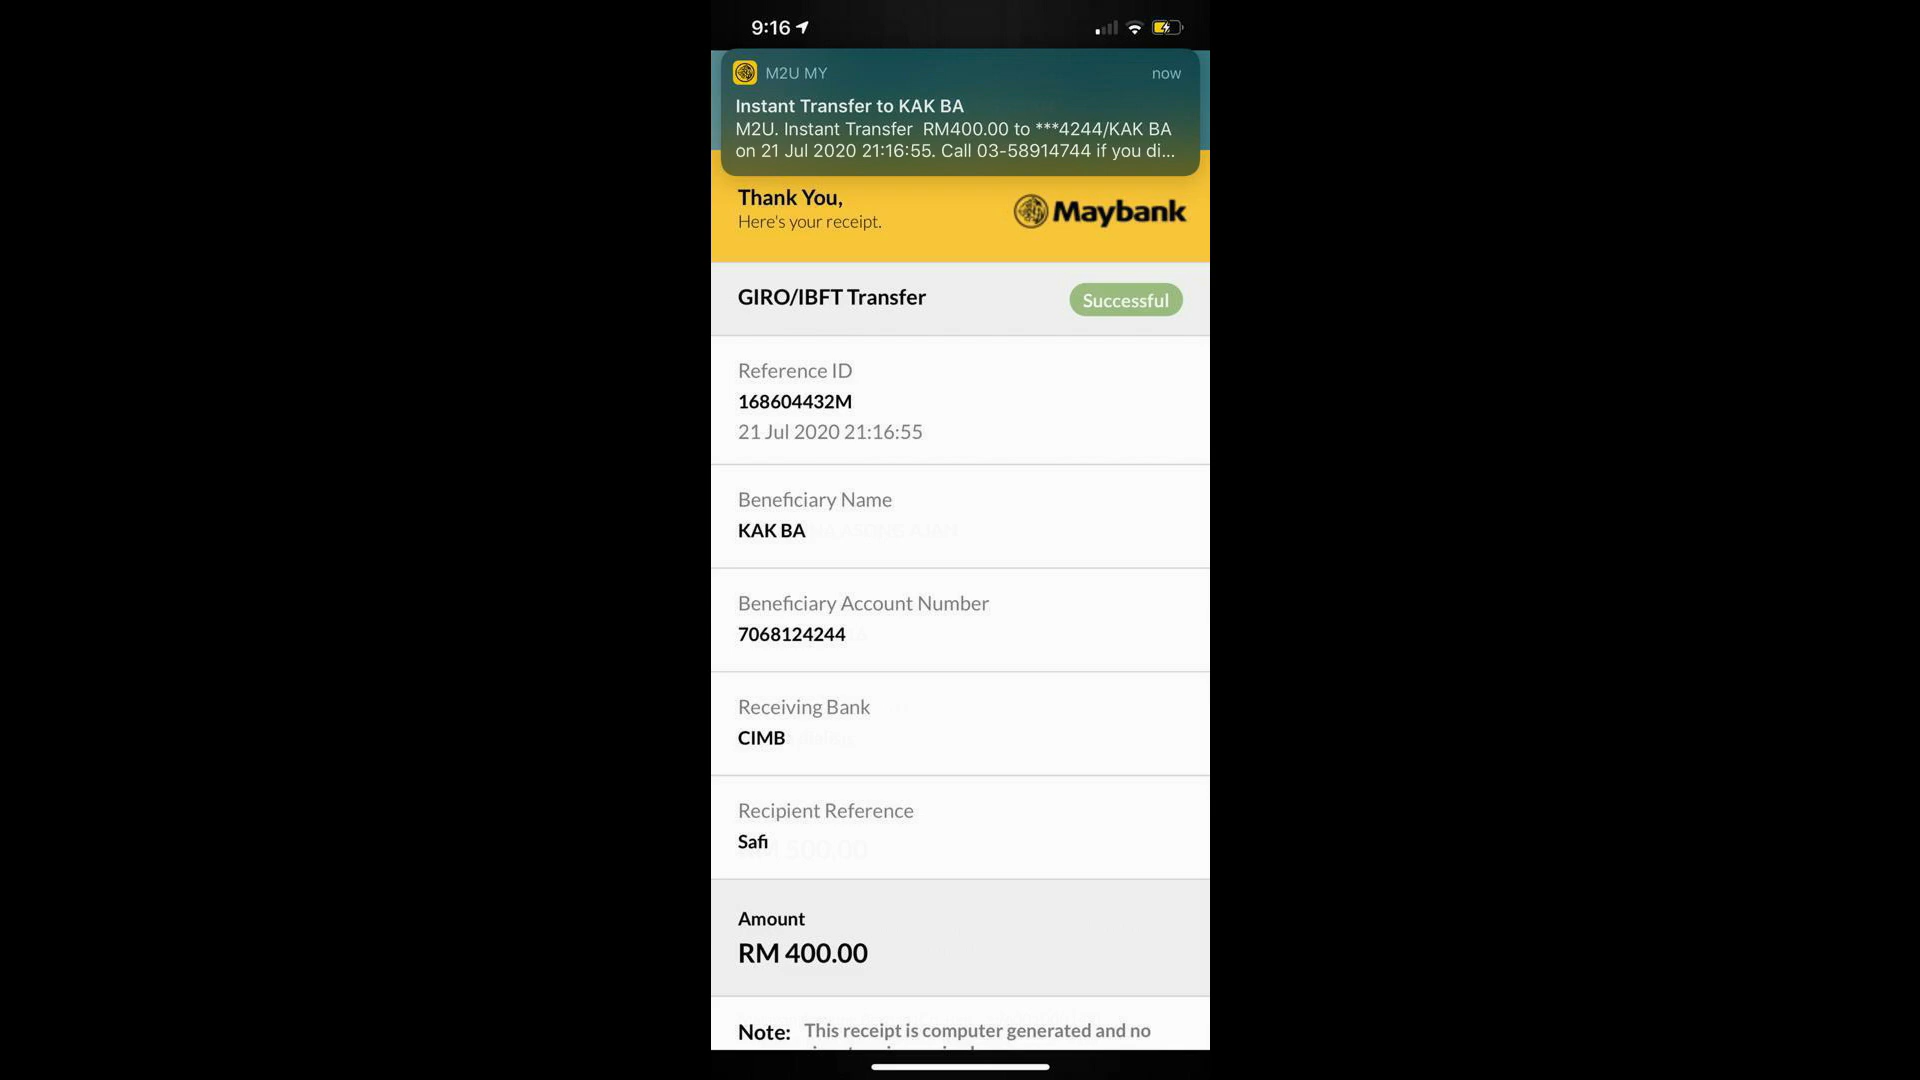 9:16
M2U MY
now
Instant Transfer to KAK BA
M2U. Instant Transfer RM400.00 to ***4244/KAK BA
on 21 Jul 2020 21:16:55. Call 03-58914744 if you di...
Thank You,
Here's your receipt.
Maybank
GIRO/IBFT Transfer
Successful
Reference ID
168604432M
21 Jul 2020 21:16:55
Beneficiary Name
KAK BA
Beneficiary Account Number
7068124244
Receiving Bank
CIMB
Recipient Reference
Safi
RM 500.00
Amount
RM 400.00
Note: This receipt is computer generated and no